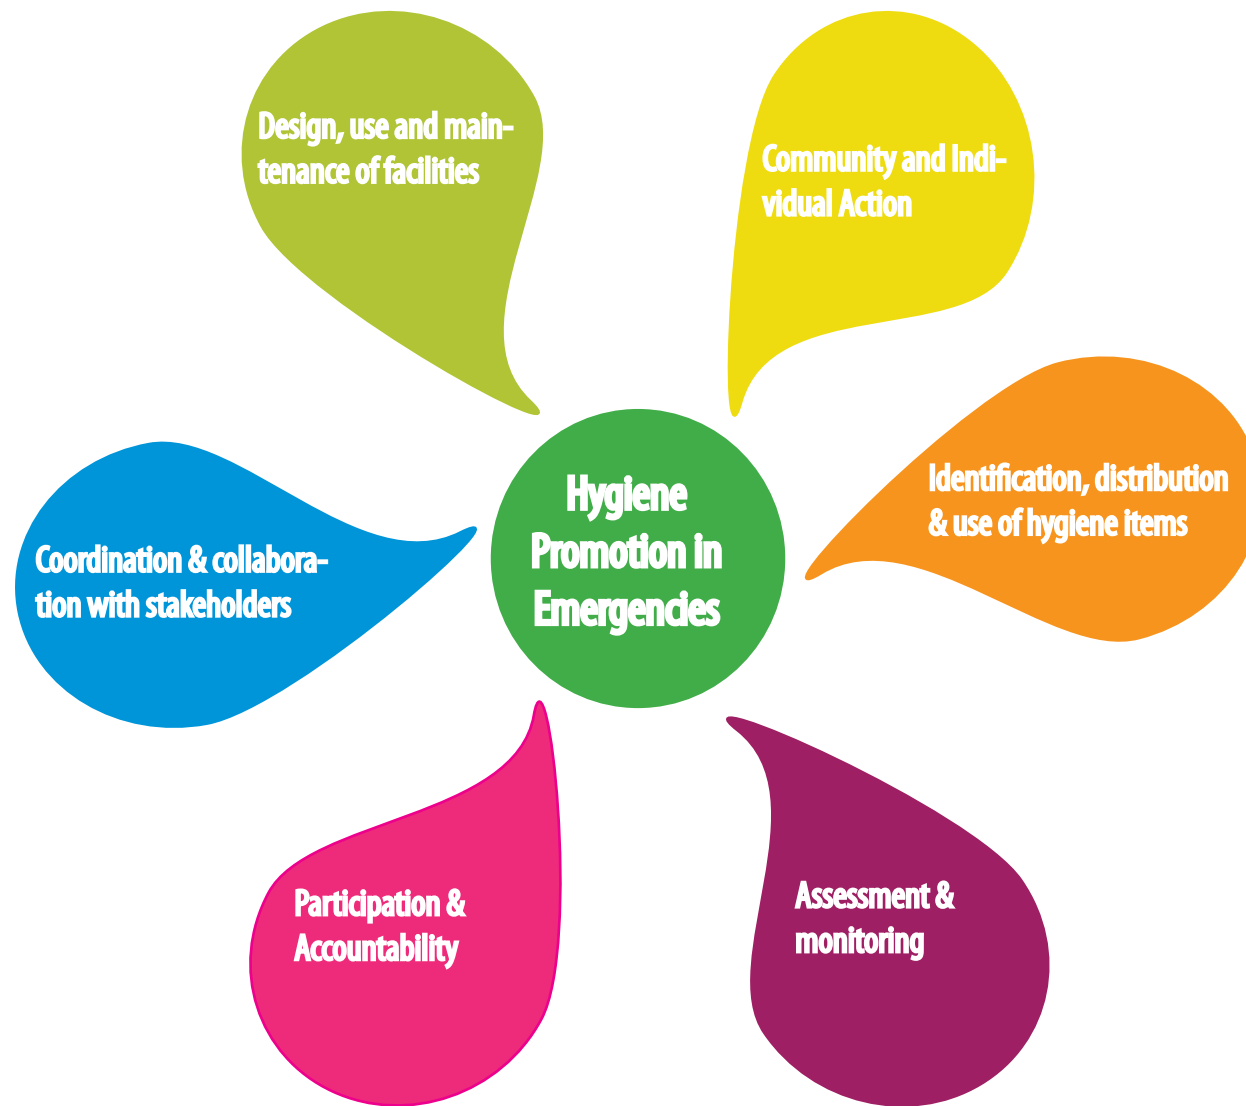 Design, use and main-
tenance of facilities
Community and Indi-
vidual Action
Identification, distribution
& use of hygiene items
Hygiene
Promotion in
Emergencies
Coordination & collabora-
tion with stakeholders
Participation &
Accountability
Assessment &
monitoring